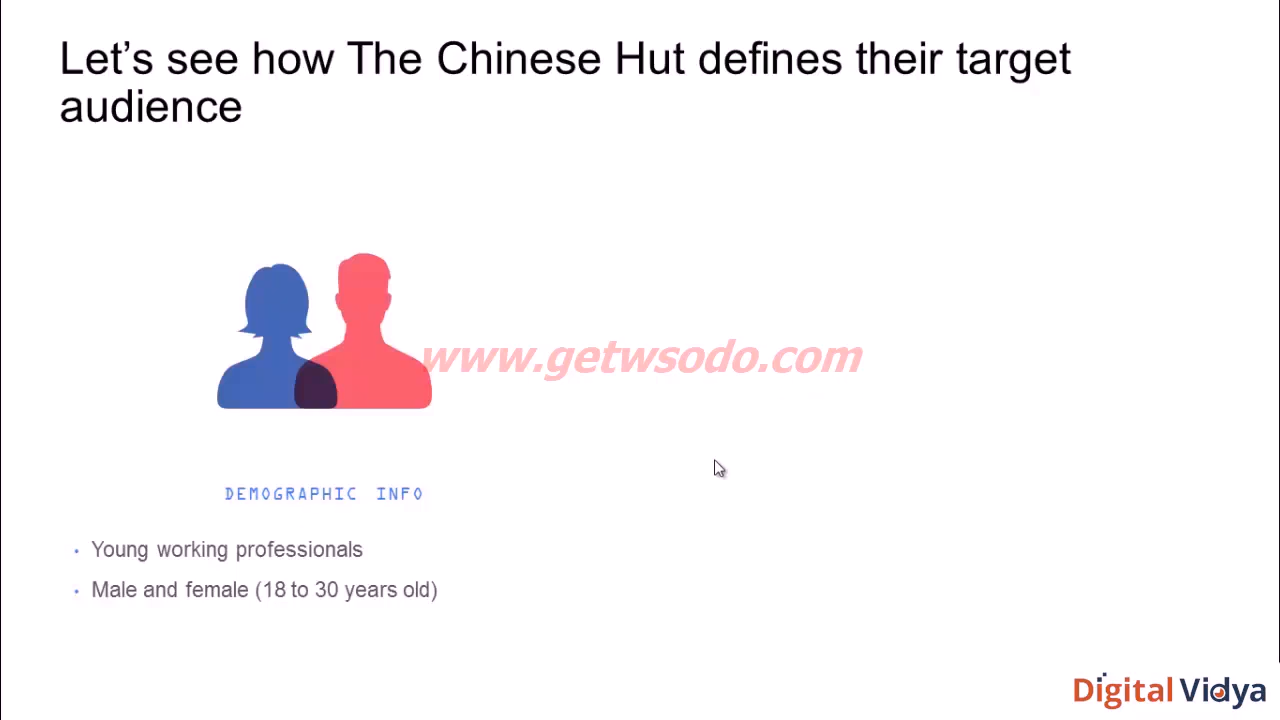 Let’s see how The Chinese Hut defines their target
audience
www.getwsodo.com
DEMOGRAPHIC INFO
• Young working professionals
• Male and female (18 to 30 years old)
Digital Vidya